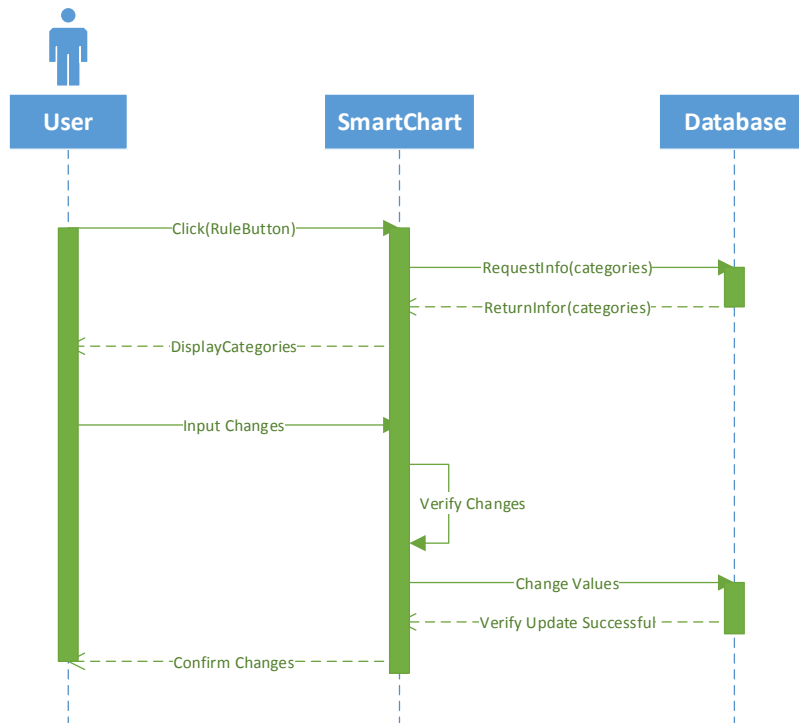 User
SmartChart
Database
Click(RuleButton)
RequestInfo(categories)
ReturnInfor(categories)
DisplayCategories
Input Changes
Verify Changes
Change Values
Verify Update Successful
Confirm Changes